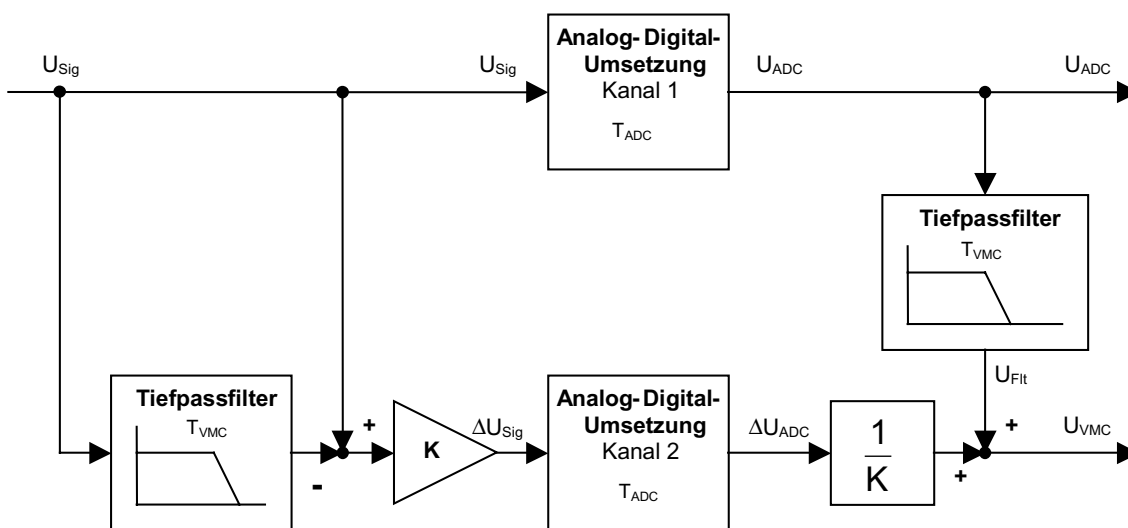 U_Sig
U_Sig
Analog-Digital-
Umsetzung
Kanal 1
T_ADC
U_ADC
U_ADC
Tiefpassfilter
T_VMC
U_Flt
Tiefpassfilter
T_VMC
+
-
K
ΔU_Sig
Analog-Digital-
Umsetzung
Kanal 2
T_ADC
ΔU_ADC
1
K
+
+
U_VMC